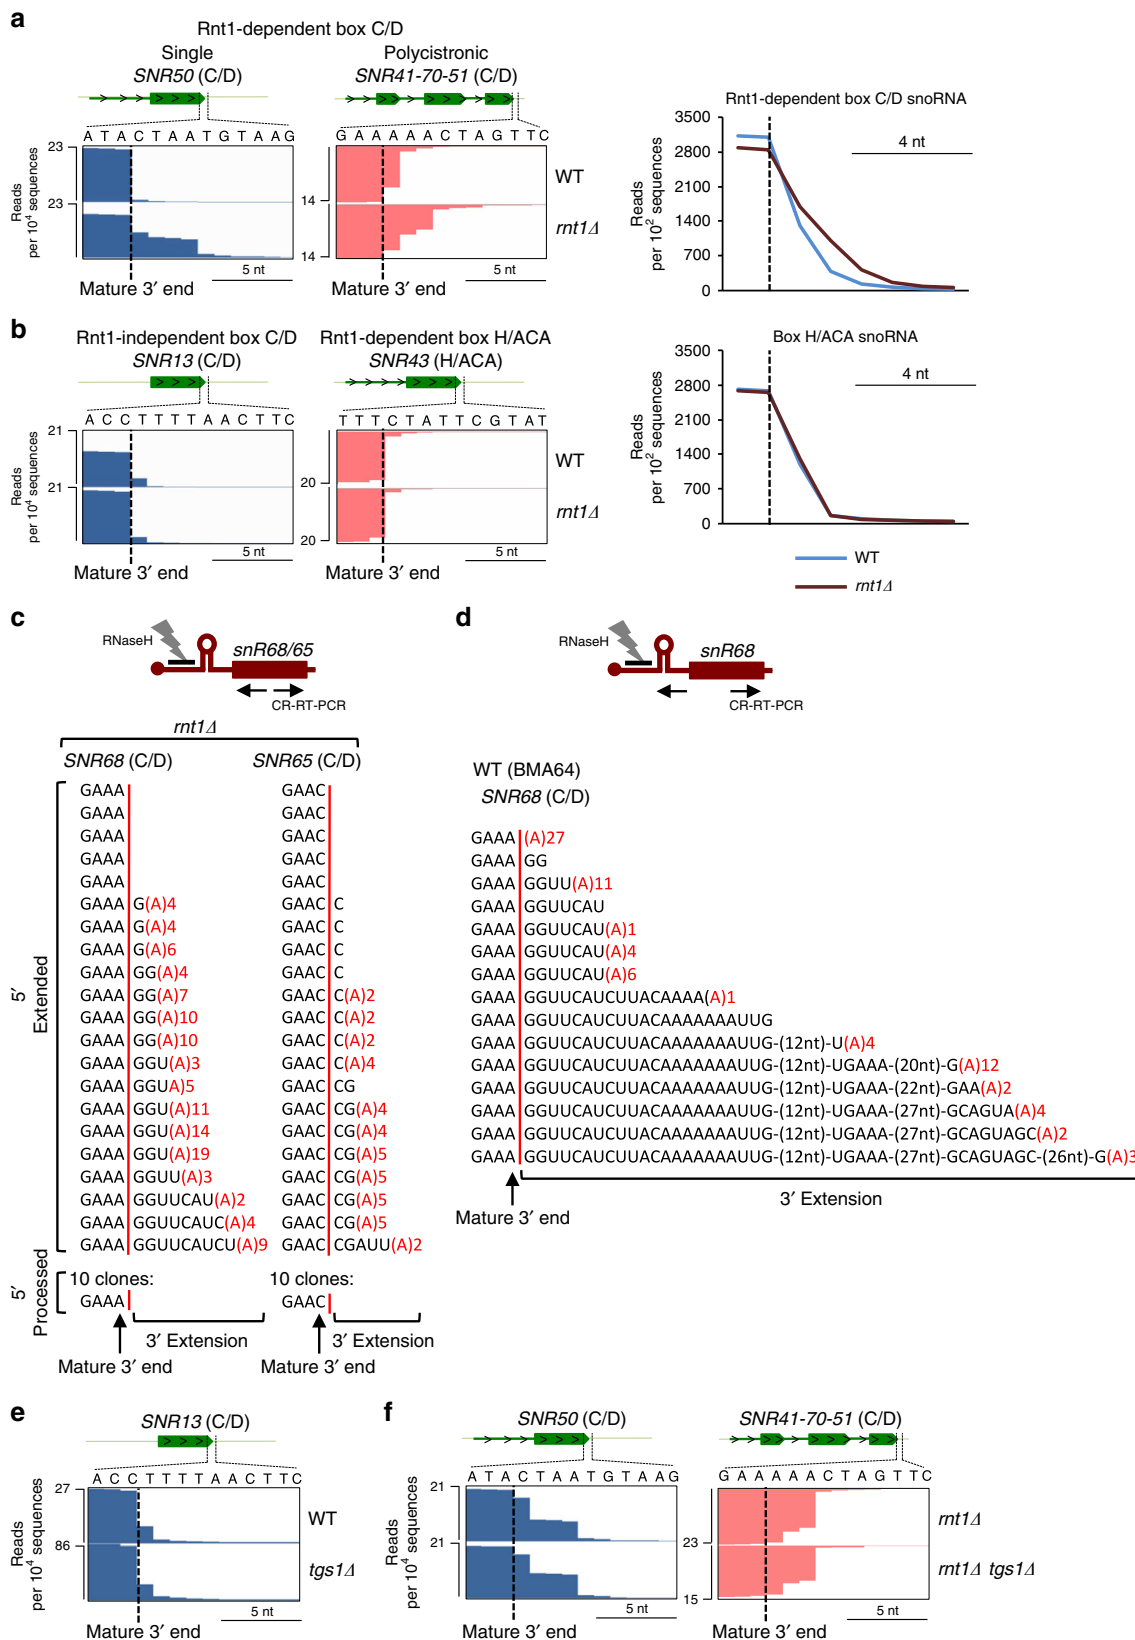 a
Rnt1-dependent box C/D
Single
SNR50 (C/D)
Polycistronic
SNR41-70-51 (C/D)
A T A C T A A T G T A A G
G A A A A A C T A G T T C
23
23
Reads
per 10⁴ sequences
14
14
WT
rnt1Δ
5 nt
5 nt
Mature 3′ end
Rnt1-dependent box C/D snoRNA
4 nt
3500
2800
2100
1400
700
0
Reads
per 10² sequences
b
Rnt1-independent box C/D
SNR13 (C/D)
Rnt1-dependent box H/ACA
SNR43 (H/ACA)
A C C T T T T A A C T T C
T T T C T A T T C G T A T
21
21
Reads
per 10⁴ sequences
20
20
WT
rnt1Δ
5 nt
5 nt
Mature 3′ end
Mature 3′ end
Box H/ACA snoRNA
4 nt
3500
2800
2100
1400
700
0
Reads
per 10² sequences
WT
rnt1Δ
c
RNaseH
snR68/65
CR-RT-PCR
rnt1Δ
SNR68 (C/D)
SNR65 (C/D)
5′
Extended
GAAA GAAC
GAAA GAAC
GAAA GAAC
GAAA GAAC
GAAA GAAC
GAAA G(A)4 GAAC C
GAAA G(A)4 GAAC C
GAAA G(A)6 GAAC C
GAAA GG(A)4 GAAC C
GAAA GG(A)7 GAAC C(A)2
GAAA GG(A)10 GAAC C(A)2
GAAA GG(A)10 GAAC C(A)2
GAAA GGU(A)3 GAAC C(A)4
GAAA GGUA)5 GAAC CG
GAAA GGU(A)11 GAAC CG(A)4
GAAA GGU(A)14 GAAC CG(A)4
GAAA GGU(A)19 GAAC CG(A)5
GAAA GGUU(A)3 GAAC CG(A)5
GAAA GGUUCAU(A)2 GAAC CG(A)5
GAAA GGUUCAUC(A)4 GAAC CG(A)5
GAAA GGUUCAUCU(A)9 GAAC CGAUU(A)2
5′
Processed
10 clones: 10 clones:
GAAA GAAC
3′ Extension 3′ Extension
Mature 3′ end Mature 3′ end
d
RNaseH
snR68
CR-RT-PCR
WT (BMA64)
SNR68 (C/D)
GAAA (A)27
GAAA GG
GAAA GGUU(A)11
GAAA GGUUCAU
GAAA GGUUCAU(A)1
GAAA GGUUCAU(A)4
GAAA GGUUCAU(A)6
GAAA GGUUCAUCUUACAAAA(A)1
GAAA GGUUCAUCUUACAAAAAAAUUG
GAAA GGUUCAUCUUACAAAAAAAUUG-(12nt)-U(A)4
GAAA GGUUCAUCUUACAAAAAAAUUG-(12nt)-UGAAA-(20nt)-G(A)12
GAAA GGUUCAUCUUACAAAAAAAUUG-(12nt)-UGAAA-(22nt)-GAA(A)2
GAAA GGUUCAUCUUACAAAAAAAUUG-(12nt)-UGAAA-(27nt)-GCAGUA(A)4
GAAA GGUUCAUCUUACAAAAAAAUUG-(12nt)-UGAAA-(27nt)-GCAGUAGC(A)2
GAAA GGUUCAUCUUACAAAAAAAUUG-(12nt)-UGAAA-(27nt)-GCAGUAGC-(26nt)-G(A)3
3′ Extension
Mature 3′ end
e
SNR13 (C/D)
A C C T T T T A A C T T C
27
86
Reads
per 10⁴ sequences
WT
tgs1Δ
5 nt
Mature 3′ end
f
SNR50 (C/D)
SNR41-70-51 (C/D)
A T A C T A A T G T A A G
G A A A A A C T A G T T C
21
21
Reads
per 10⁴ sequences
23
15
rnt1Δ
rnt1Δ tgs1Δ
5 nt
5 nt
Mature 3′ end
Mature 3′ end